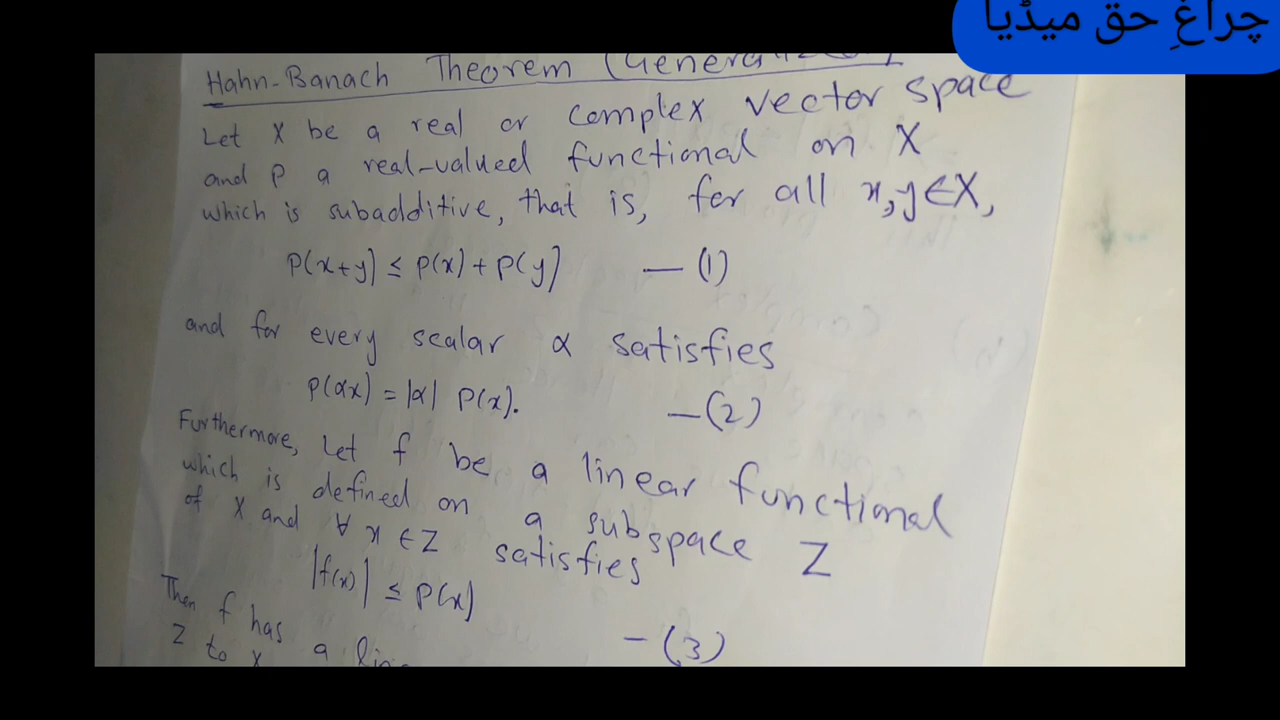 چراغِ حق میڈیا
Hahn-Banach Theorem
Let X be a real or complex vector space
and P a real-valued functional on X
which is subadditive, that is, for all x,y∈X,
P(x+y) ≤ P(x) + P(y) — (1)
and for every scalar α satisfies
P(αx) = |α| P(x). — (2)
Furthermore, Let f be a linear functional
which is defined on a subspace Z
of X and ∀ x ∈ Z satisfies
|f(x)| ≤ P(x) — (3)
Then f has a
Z to X